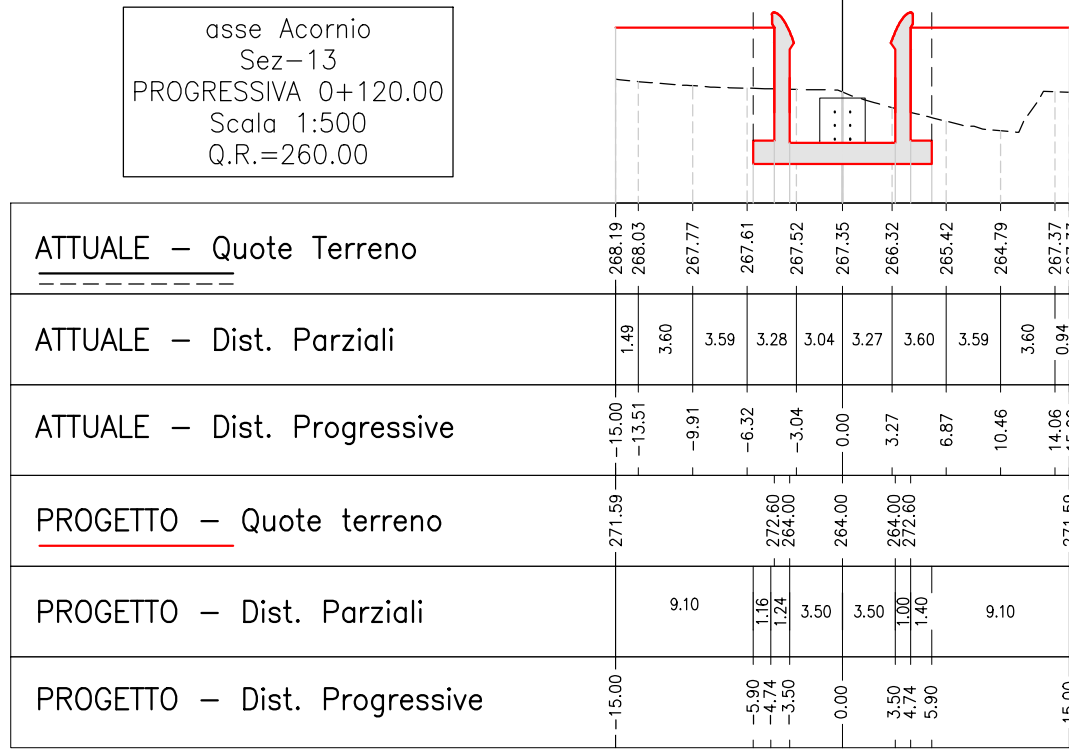 asse Acornio
Sez-13
PROGRESSIVA 0+120.00
Scala 1:500
Q.R.=260.00
ATTUALE - Quote Terreno
268.19 268.03 267.77 267.61 267.52 267.35 266.32 265.42 264.79 267.37
ATTUALE - Dist. Parziali
1.49 3.60 3.59 3.28 3.04 3.27 3.60 3.59 3.60 0.94
ATTUALE - Dist. Progressive
-15.00 -13.51 -9.91 -6.32 -3.04 0.00 3.27 6.87 10.46 14.06 15.00
PROGETTO - Quote terreno
271.59 272.60 264.00 264.00 264.00 272.60 271.59
PROGETTO - Dist. Parziali
9.10 1.16 1.24 3.50 3.50 1.00 1.40 9.10
PROGETTO - Dist. Progressive
-15.00 -5.90 -4.74 -3.50 0.00 3.50 4.74 5.90 15.00